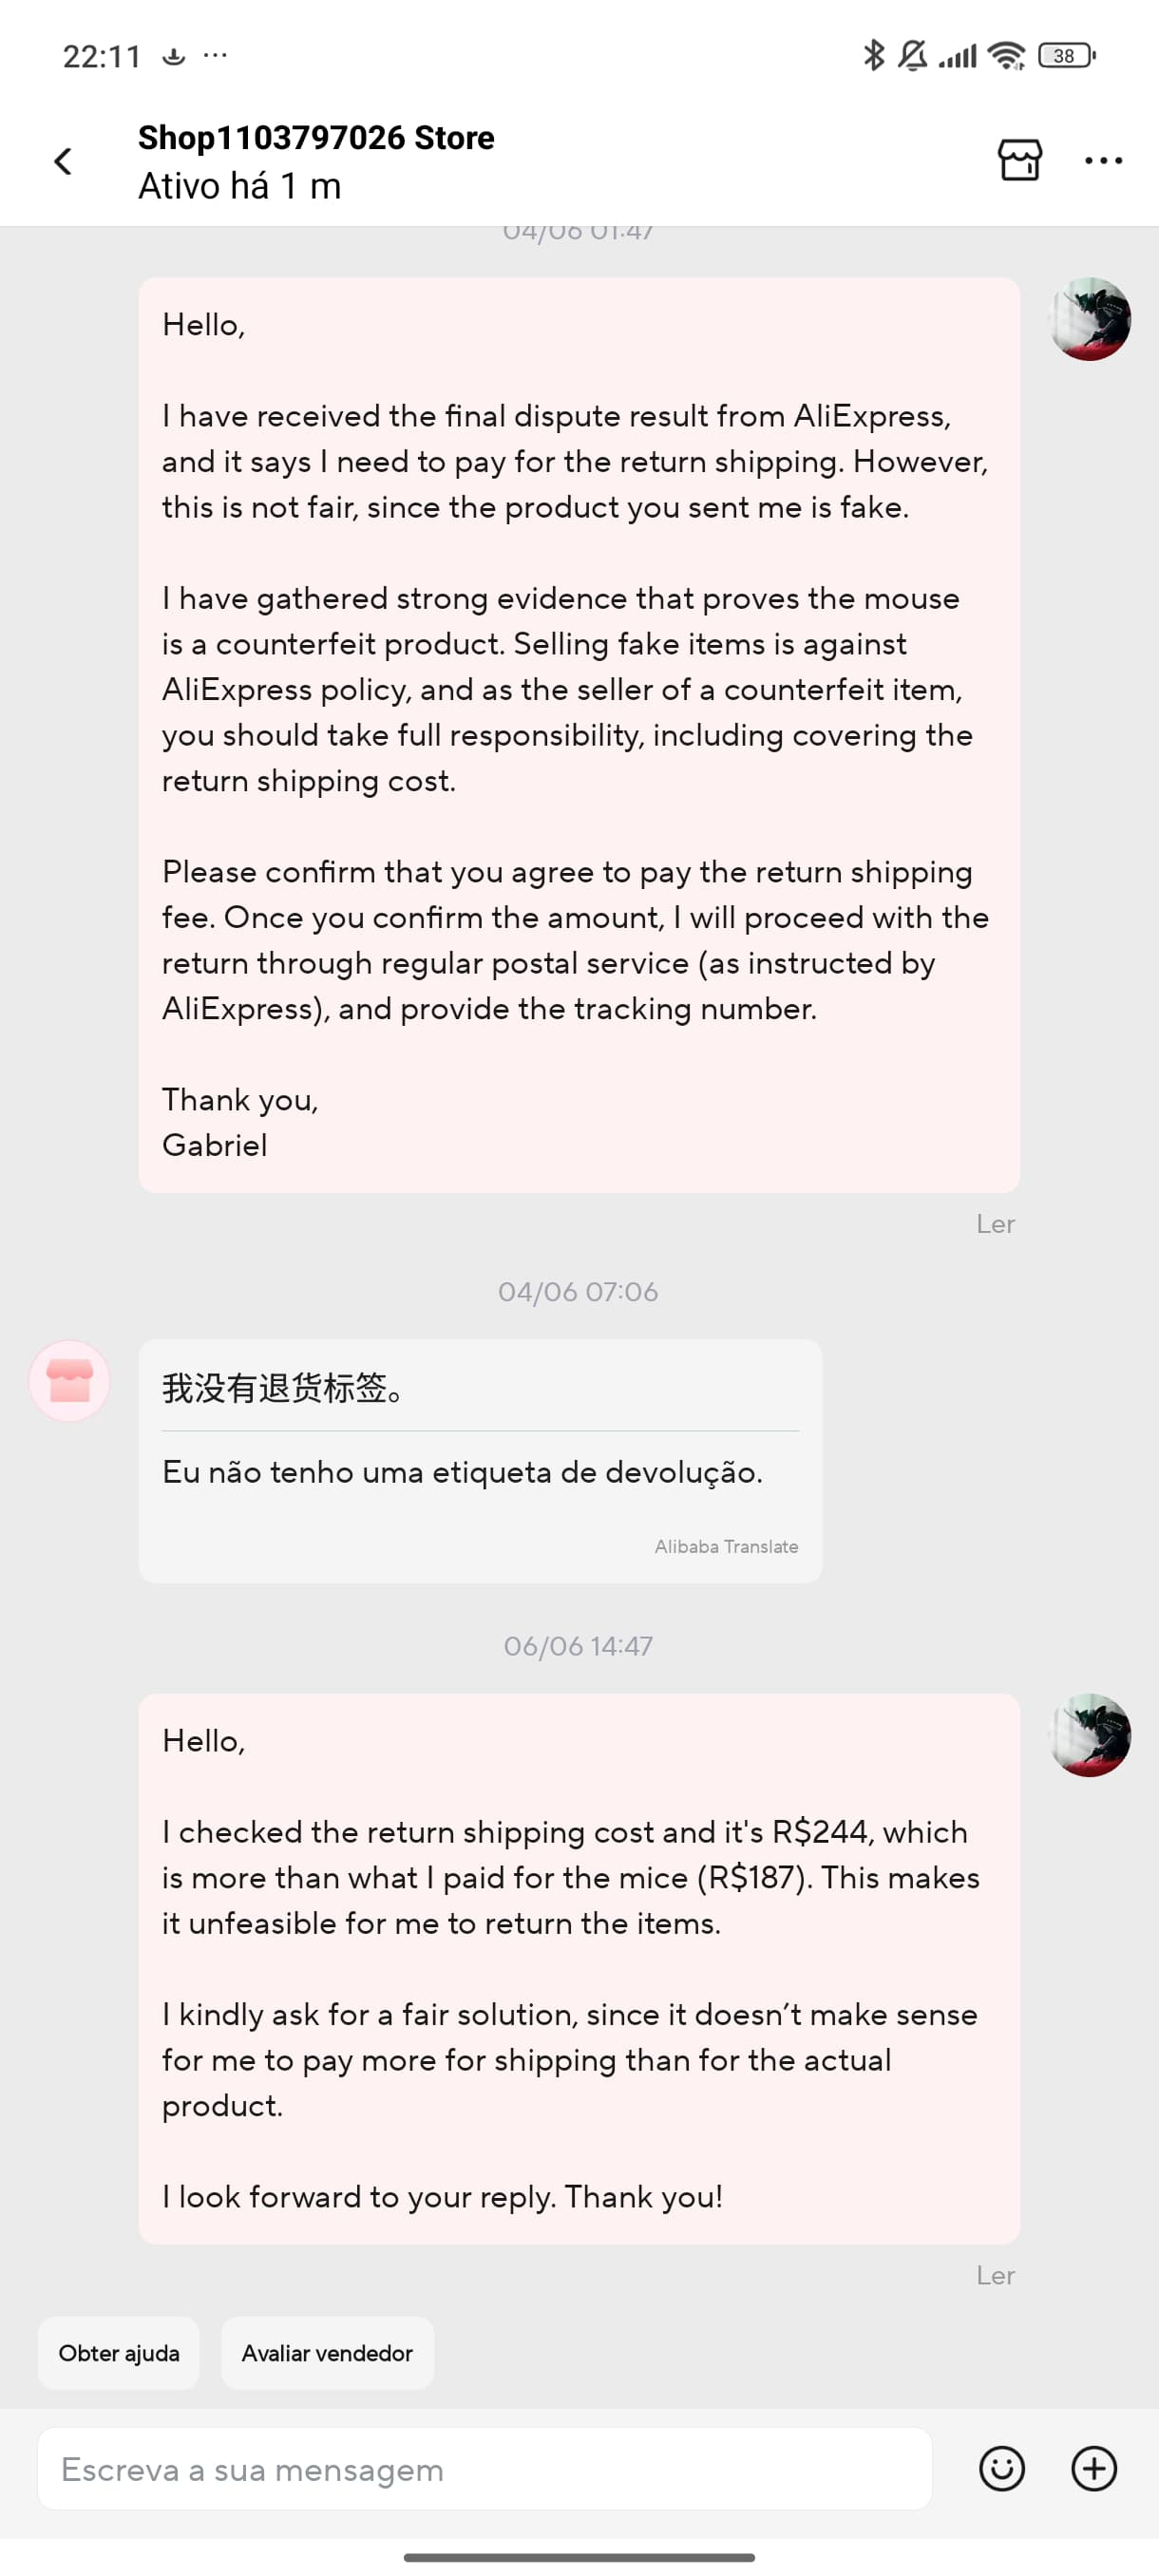 22:11
38
Shop1103797026 Store
Ativo há 1 m
04/06 01:47
Hello,
I have received the final dispute result from AliExpress,
and it says I need to pay for the return shipping. However,
this is not fair, since the product you sent me is fake.
I have gathered strong evidence that proves the mouse
is a counterfeit product. Selling fake items is against
AliExpress policy, and as the seller of a counterfeit item,
you should take full responsibility, including covering the
return shipping cost.
Please confirm that you agree to pay the return shipping
fee. Once you confirm the amount, I will proceed with the
return through regular postal service (as instructed by
AliExpress), and provide the tracking number.
Thank you,
Gabriel
Ler
04/06 07:06
我没有退货标签。
Eu não tenho uma etiqueta de devolução.
Alibaba Translate
06/06 14:47
Hello,
I checked the return shipping cost and it's R$244, which
is more than what I paid for the mice (R$187). This makes
it unfeasible for me to return the items.
I kindly ask for a fair solution, since it doesn’t make sense
for me to pay more for shipping than for the actual
product.
I look forward to your reply. Thank you!
Ler
Obter ajuda
Avaliar vendedor
Escreva a sua mensagem